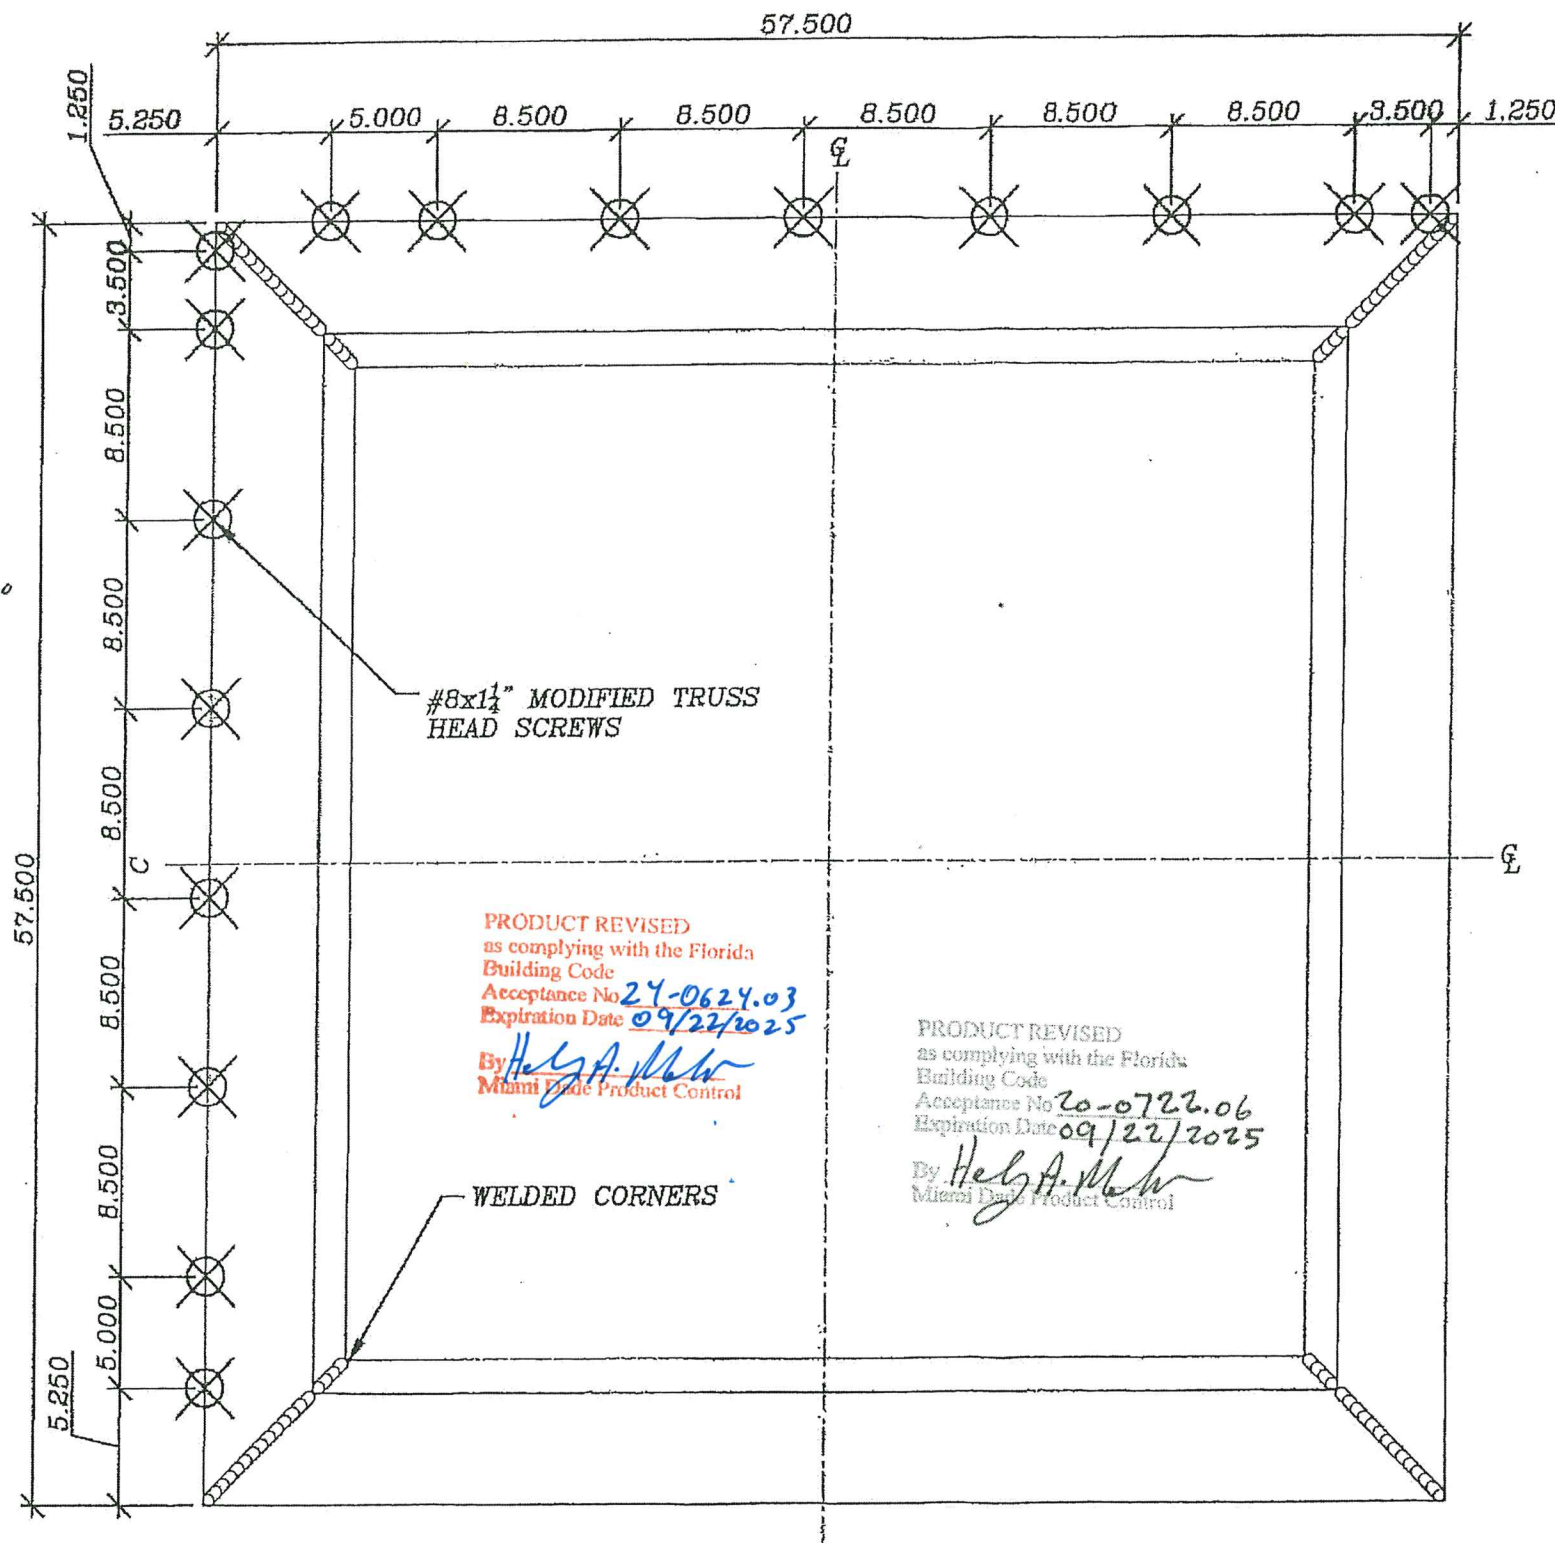 57.500
1.250
5.250 5.000 8.500 8.500 8.500 8.500 8.500 3.500 1.250
℄
3.500
8.500
8.500
#8x1¼" MODIFIED TRUSS
HEAD SCREWS
8.500
57.500
C
℄
8.500
PRODUCT REVISED
as complying with the Florida
Building Code
Acceptance No 24-0624.03
Expiration Date 09/22/2025
By
Miami Dade Product Control
PRODUCT REVISED
as complying with the Florida
Building Code
Acceptance No 20-0722.06
Expiration Date 09/22/2025
By
Miami Dade Product Control
8.500
WELDED CORNERS
5.000
5.250